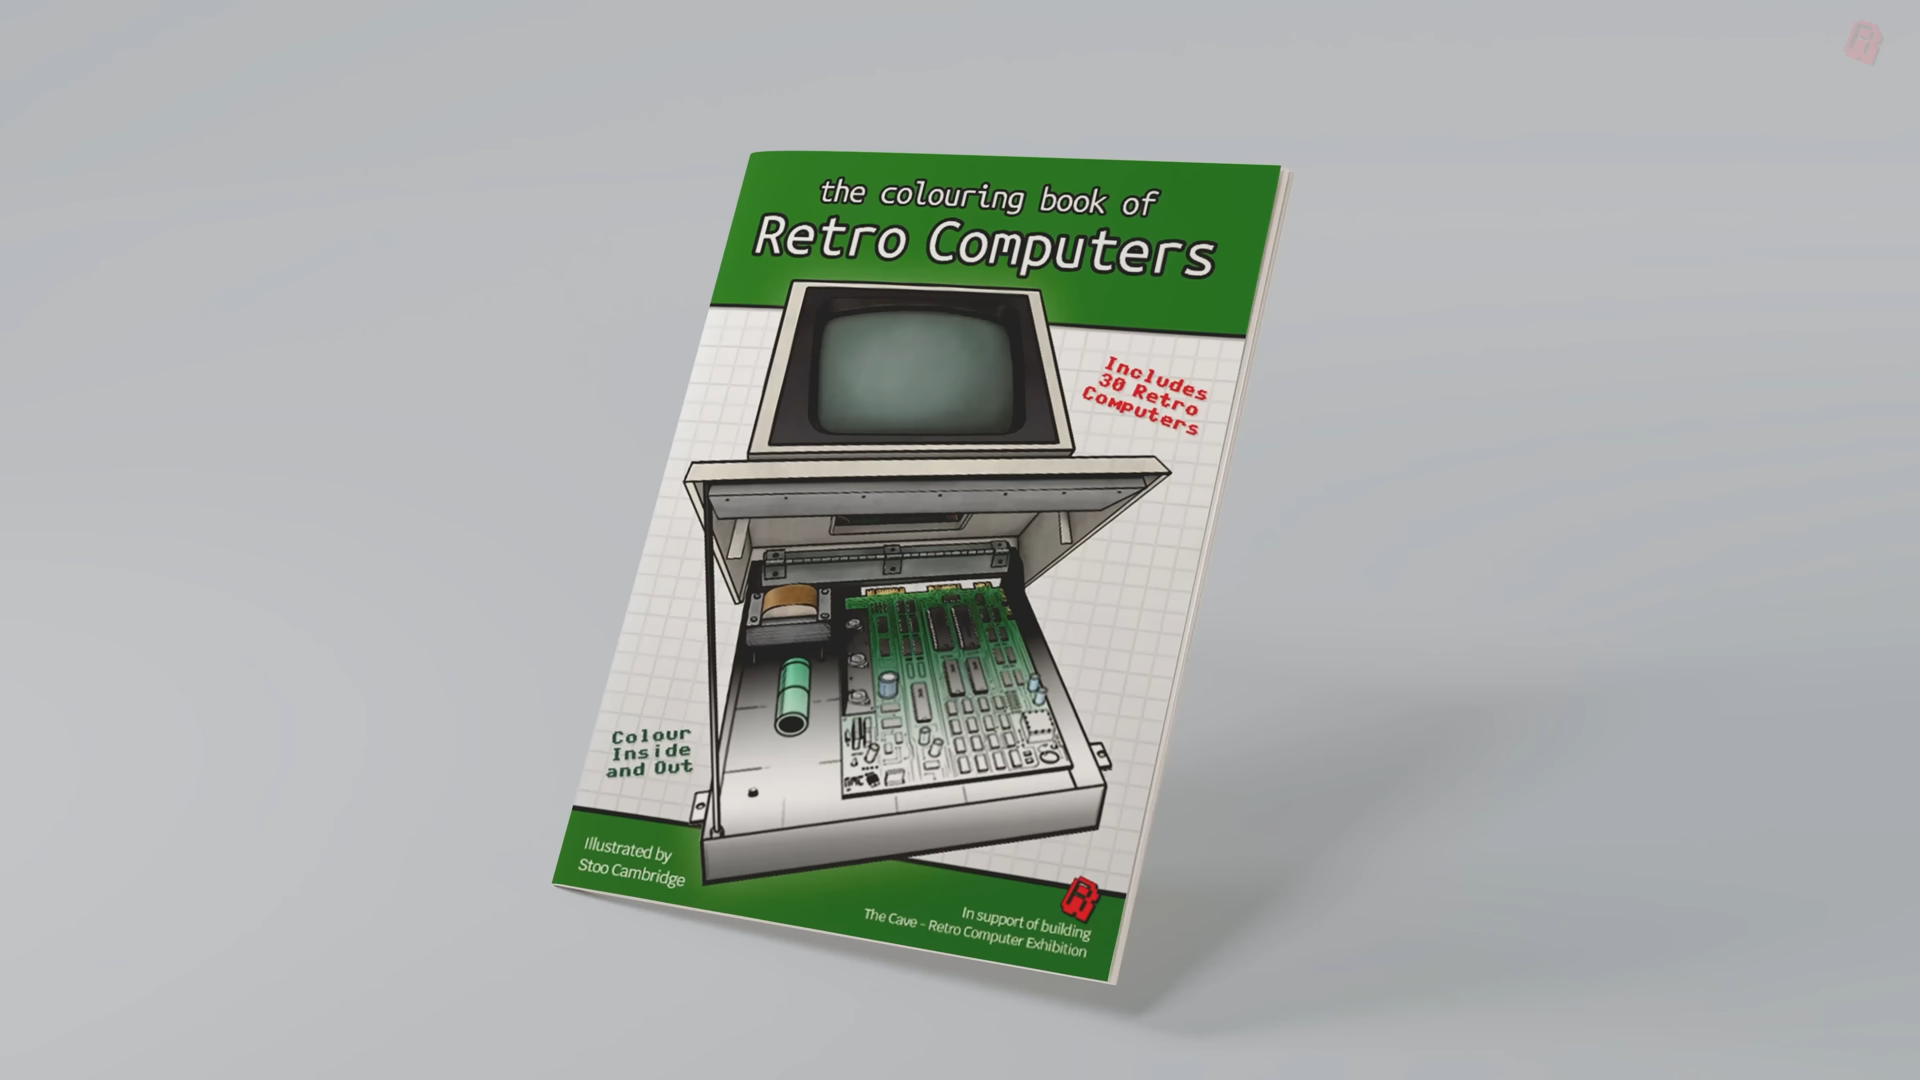 the colouring book of
Retro Computers
Includes
30 Retro
Computers
Colour
Inside
and Out
Illustrated by
Stoo Cambridge
In support of building
The Cave - Retro Computer Exhibition